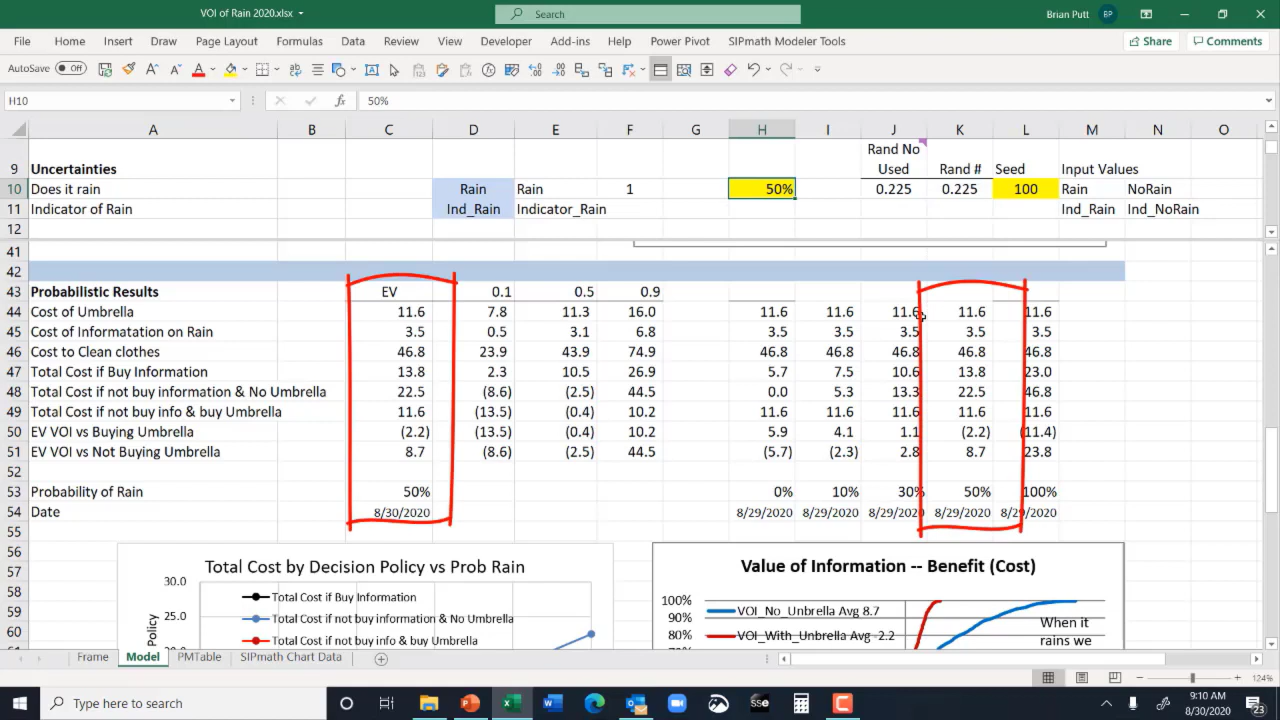 VOI of Rain 2020.xlsx
Search
Brian Putt BP
File Home Insert Draw Page Layout Formulas Data Review View Developer Add-ins Help Power Pivot SIPmath Modeler Tools Share Comments
AutoSave Off
H10 fx 50%
A B C D E F G H I J K L M N O
Rand No
9 Uncertainties Used Rand # Seed Input Values
10 Does it rain Rain Rain 1 50% 0.225 0.225 100 Rain NoRain
11 Indicator of Rain Ind_Rain Indicator_Rain Ind_Rain Ind_NoRain
12
41
42
43 Probabilistic Results EV 0.1 0.5 0.9
44 Cost of Umbrella 11.6 7.8 11.3 16.0 11.6 11.6 11.6 11.6 11.6
45 Cost of Information on Rain 3.5 0.5 3.1 6.8 3.5 3.5 3.5 3.5 3.5
46 Cost to Clean clothes 46.8 23.9 43.9 74.9 46.8 46.8 46.8 46.8 46.8
47 Total Cost if Buy Information 13.8 2.3 10.5 26.9 5.7 7.5 10.6 13.8 23.0
48 Total Cost if not buy information & No Umbrella 22.5 (8.6) (2.5) 44.5 0.0 5.3 13.3 22.5 46.8
49 Total Cost if not buy info & buy Umbrella 11.6 (13.5) (0.4) 10.2 11.6 11.6 11.6 11.6 11.6
50 EV VOI vs Buying Umbrella (2.2) (13.5) (0.4) 10.2 5.9 4.1 1.1 (2.2) (11.4)
51 EV VOI vs Not Buying Umbrella 8.7 (8.6) (2.5) 44.5 (5.7) (2.3) 2.8 8.7 23.8
52
53 Probability of Rain 50% 0% 10% 30% 50% 100%
54 Date 8/30/2020 8/29/2020 8/29/2020 8/29/2020 8/29/2020 8/29/2020
55
56
57
58
59
60
61
Total Cost by Decision Policy vs Prob Rain
30.0
25.0
Policy
Total Cost if Buy Information
Total Cost if not buy information & No Umbrella
Total Cost if not buy info & buy Umbrella
Value of Information -- Benefit (Cost)
100%
90%
80%
VOI_No_Unbrella Avg 8.7
VOI_With_Unbrella Avg -2.2
When it
rains we
Frame Model PMTable SIPmath Chart Data
124%
Type here to search
9:10 AM
8/30/2020
23